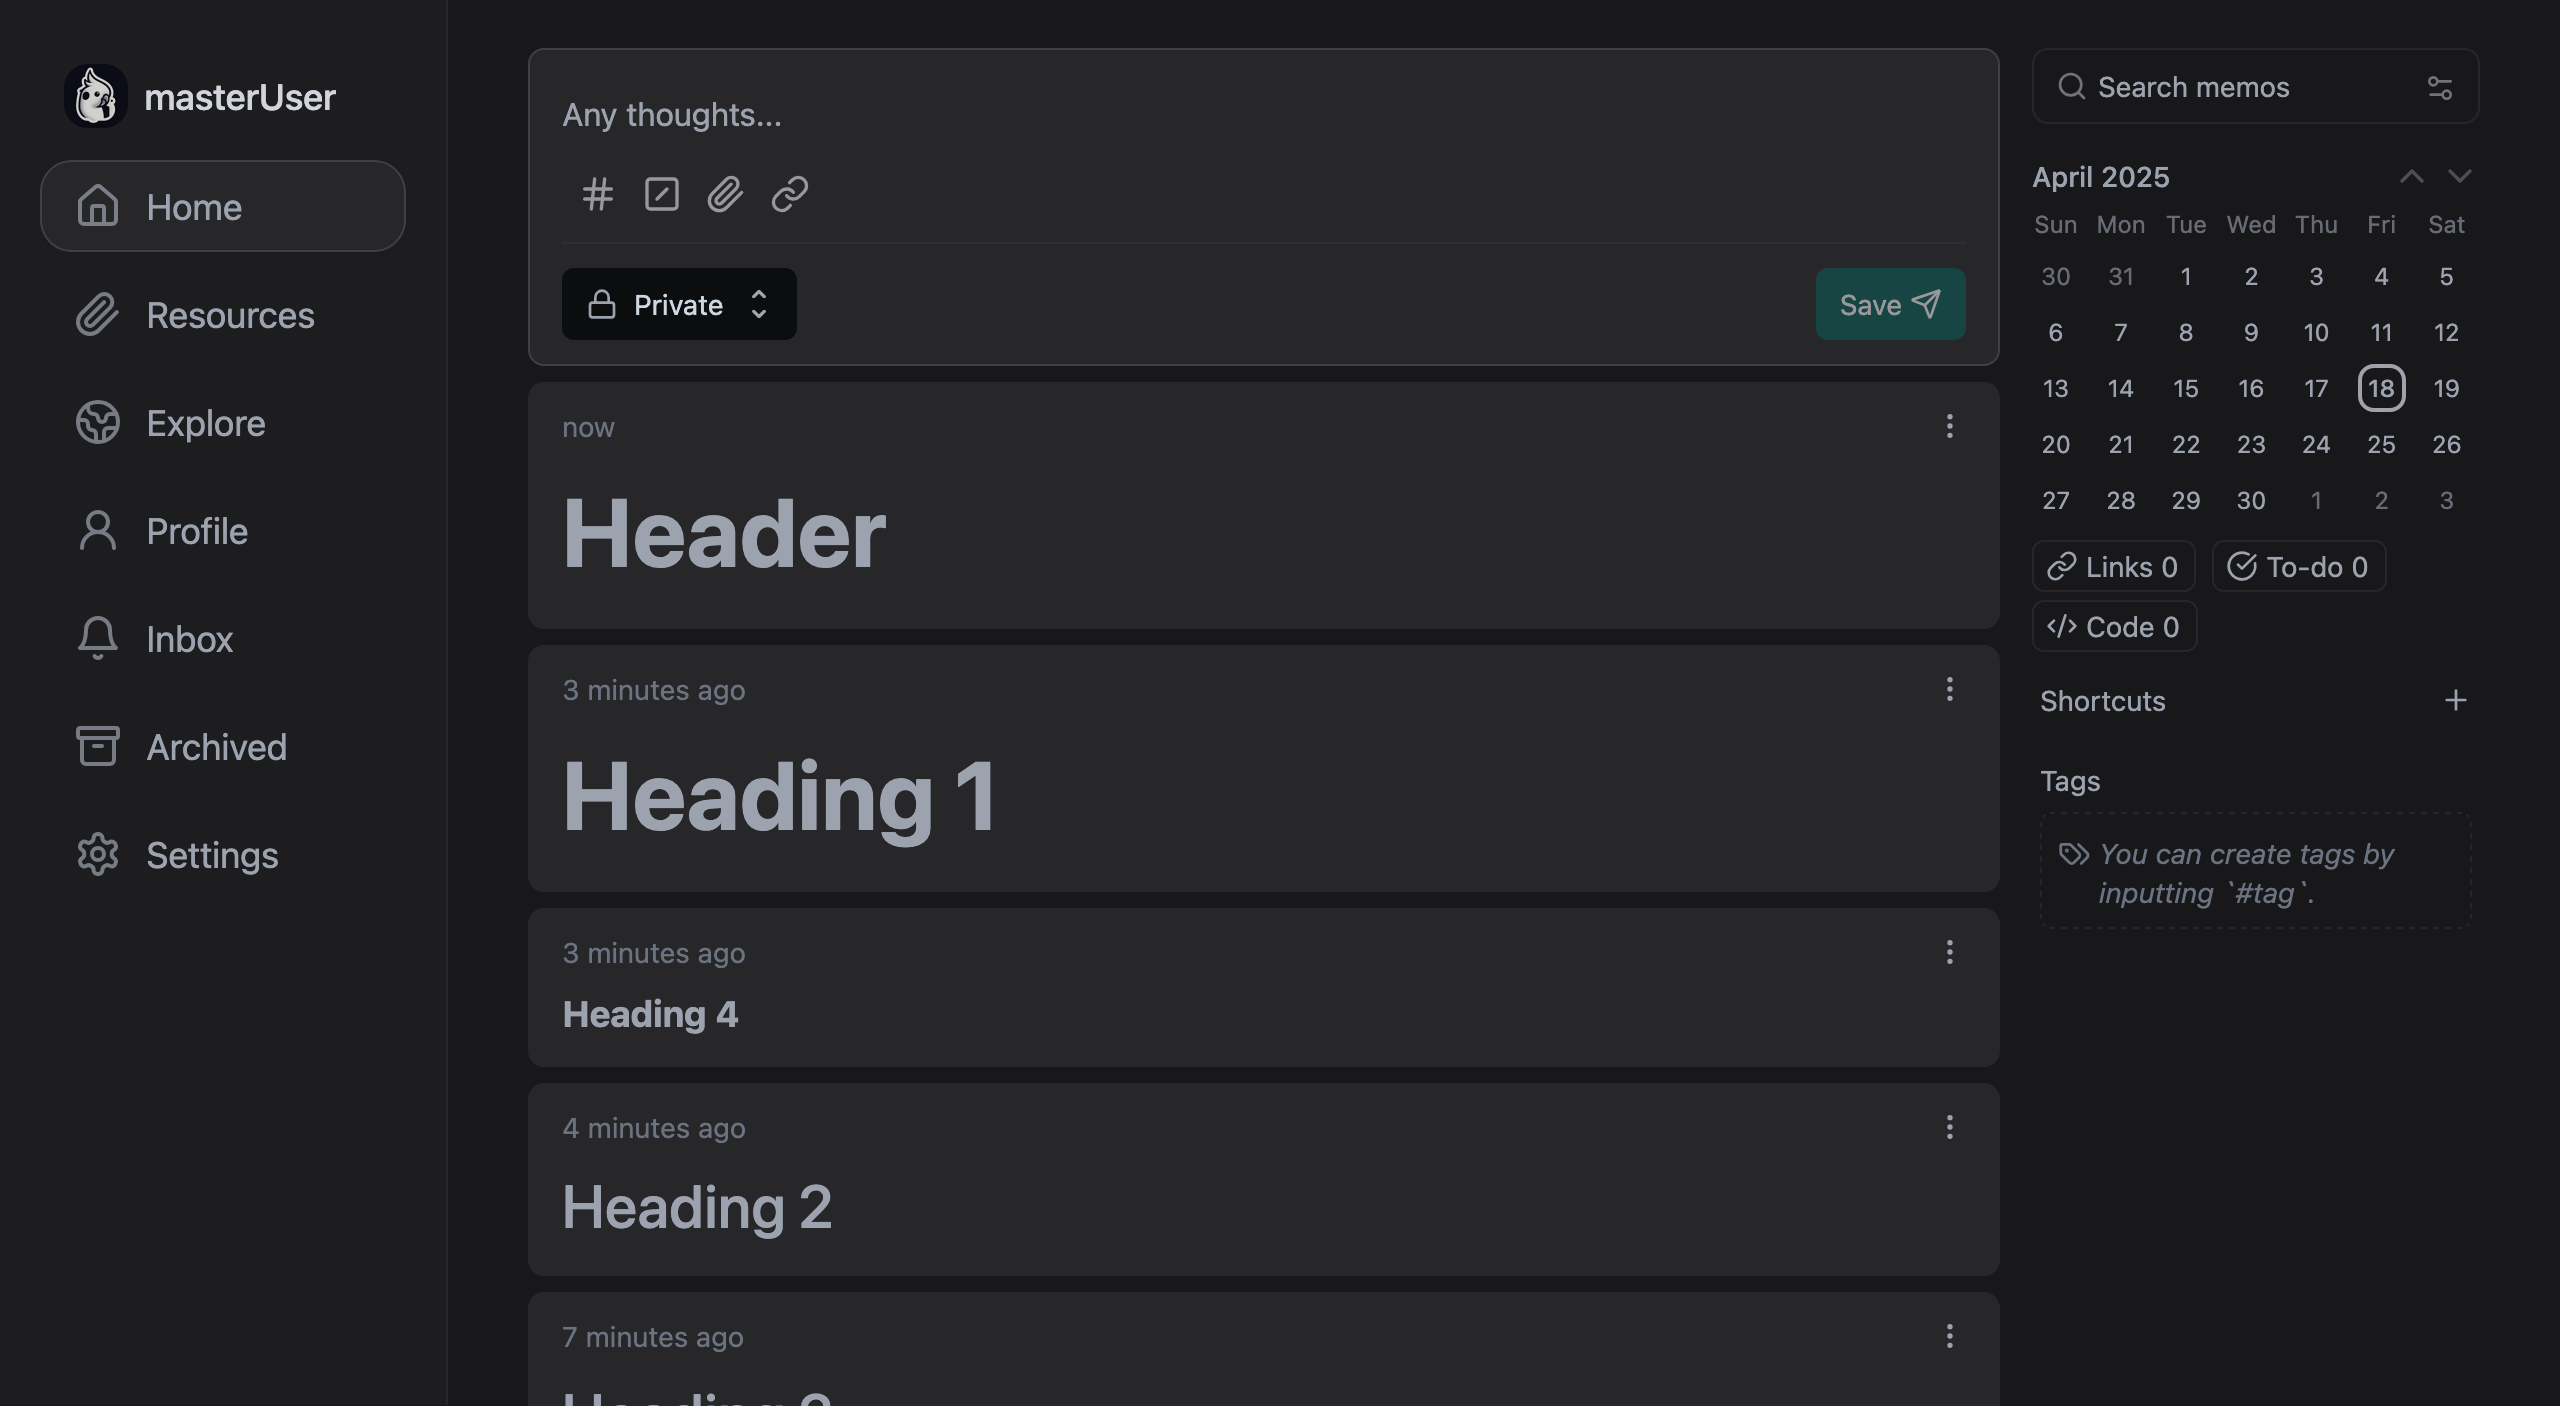 masterUser
Home
Resources
Explore
Profile
Inbox
Archived
Settings
Any thoughts...
Private
Save
now
Header
3 minutes ago
Heading 1
3 minutes ago
Heading 4
4 minutes ago
Heading 2
7 minutes ago
Search memos
April 2025
Sun Mon Tue Wed Thu Fri Sat
30 31 1 2 3 4 5
6 7 8 9 10 11 12
13 14 15 16 17 18 19
20 21 22 23 24 25 26
27 28 29 30 1 2 3
Links 0 To-do 0
Code 0
Shortcuts
Tags
You can create tags by
inputting `#tag`.